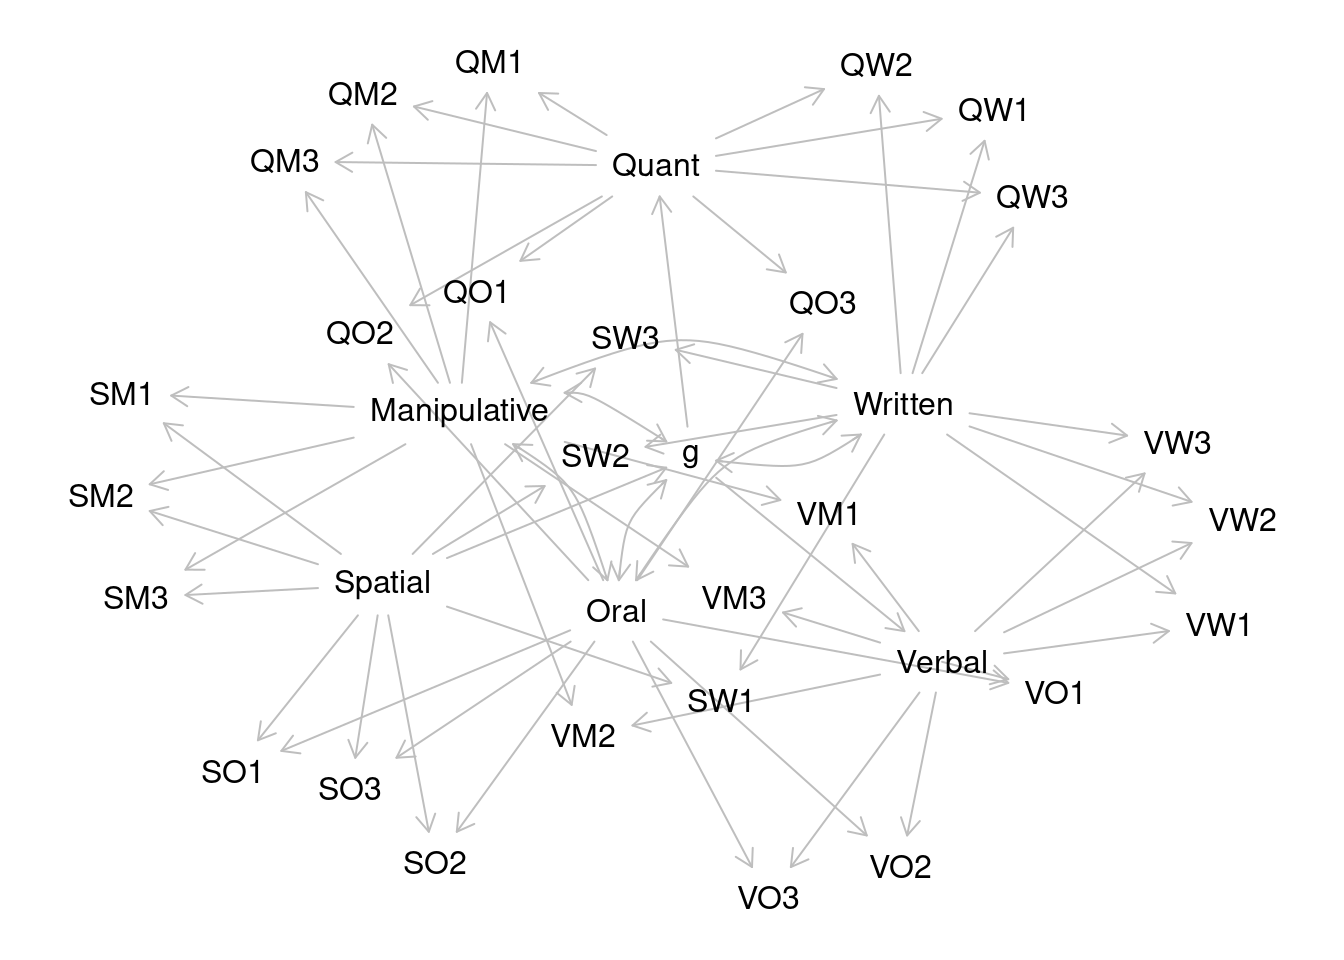 QM1
QW2
QM2
QW1
QM3
Quant
QW3
QO1
QO3
QO2
SW3
SM1
Manipulative
Written
VW3
SW2
g
SM2
VM1
VW2
Spatial
SM3
VM3
Oral
VW1
Verbal
VO1
SW1
VM2
SO1
SO3
SO2
VO2
VO3